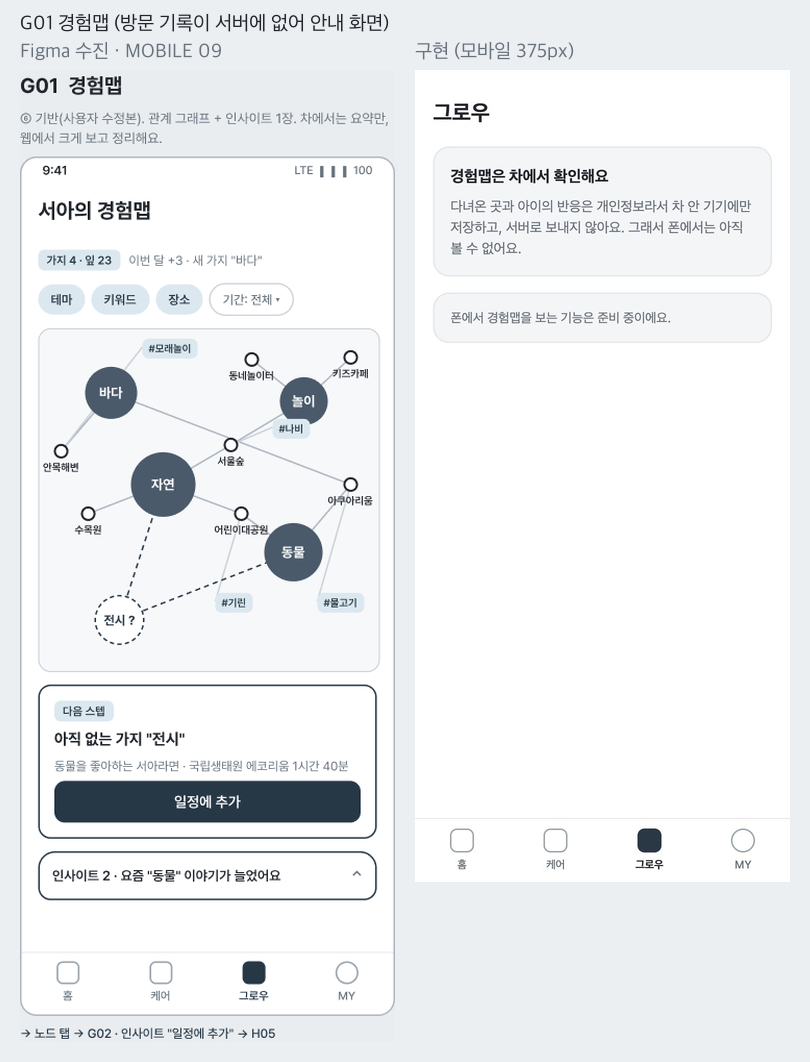 G01 경험맵 (방문 기록이 서버에 없어 안내 화면)
Figma 수진 · MOBILE 09
G01 경험맵
⑥ 기반(사용자 수정본). 관계 그래프 + 인사이트 1장. 차에서는 요약만,
웹에서 크게 보고 정리해요.
9:41
LTE ▌▌▌ 100
서아의 경험맵
가지 4 · 잎 23
이번 달 +3 · 새 가지 "바다"
테마
키워드
장소
기간: 전체 ▾
#모래놀이
동네놀이터
키즈카페
바다
놀이
#나비
안목해변
서울숲
자연
아쿠아리움
수목원
어린이대공원
동물
#기린
#물고기
전시 ?
다음 스텝
아직 없는 가지 "전시"
동물을 좋아하는 서아라면 · 국립생태원 에코리움 1시간 40분
일정에 추가
인사이트 2 · 요즘 "동물" 이야기가 늘었어요
홈
케어
그로우
MY
→ 노드 탭 → G02 · 인사이트 "일정에 추가" → H05
구현 (모바일 375px)
그로우
경험맵은 차에서 확인해요
다녀온 곳과 아이의 반응은 개인정보라서 차 안 기기에만
저장하고, 서버로 보내지 않아요. 그래서 폰에서는 아직
볼 수 없어요.
폰에서 경험맵을 보는 기능은 준비 중이에요.
홈
케어
그로우
MY